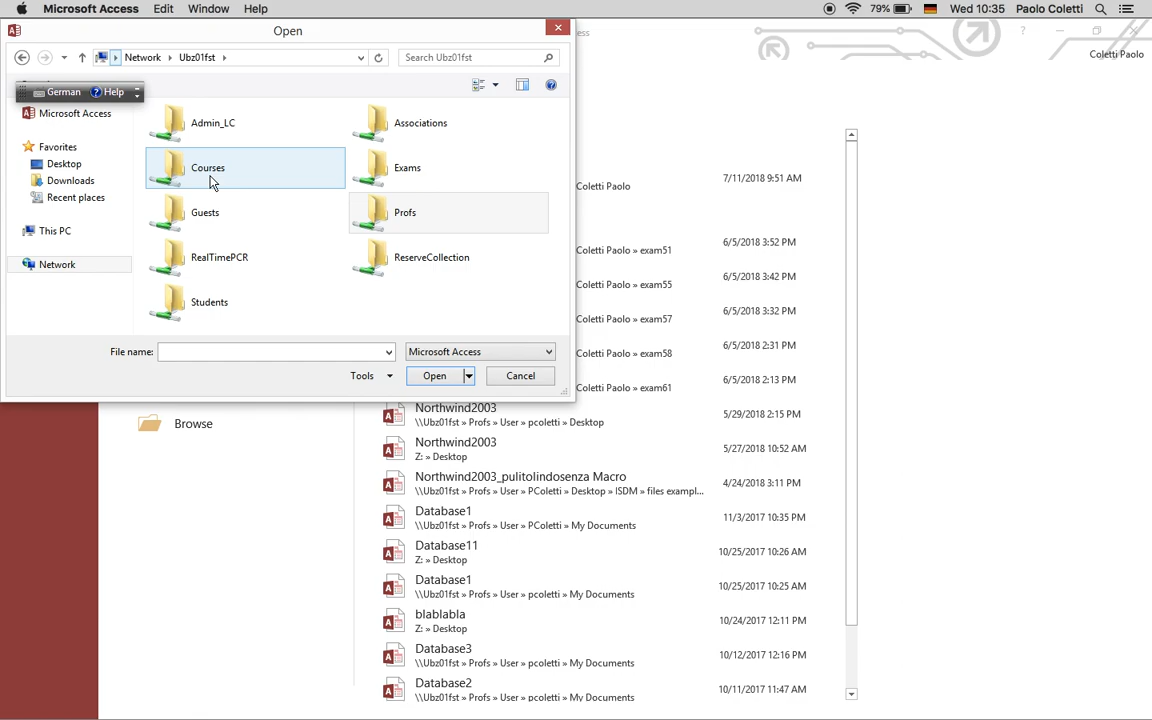 Microsoft Access Edit Window Help 79% Wed 10:35 Paolo Coletti
Open
Network Ubz01fst Search Ubz01fst
Coletti Paolo
German Help
Microsoft Access
Favorites
Desktop
Downloads
Recent places
This PC
Network
Admin_LC Associations
Courses Exams
Guests Profs
RealTimePCR ReserveCollection
Students
File name: Microsoft Access
Tools Open Cancel
Coletti Paolo 7/11/2018 9:51 AM
Coletti Paolo » exam51 6/5/2018 3:52 PM
Coletti Paolo » exam55 6/5/2018 3:42 PM
Coletti Paolo » exam57 6/5/2018 3:32 PM
Coletti Paolo » exam58 6/5/2018 2:31 PM
Coletti Paolo » exam61 6/5/2018 2:13 PM
Browse
Northwind2003 5/29/2018 2:15 PM
\\Ubz01fst » Profs » User » pcoletti » Desktop
Northwind2003 5/27/2018 10:52 AM
Z: » Desktop
Northwind2003_pulitolindosenza Macro 4/24/2018 3:11 PM
\\Ubz01fst » Profs » User » PColetti » Desktop » ISDM » files exampl...
Database1 11/3/2017 10:35 PM
\\Ubz01fst » Profs » User » PColetti » My Documents
Database11 10/25/2017 10:26 AM
Z: » Desktop
Database1 10/25/2017 10:25 AM
\\Ubz01fst » Profs » User » pcoletti » My Documents
blablabla 10/24/2017 12:11 PM
Z: » Desktop
Database3 10/12/2017 12:16 PM
\\Ubz01fst » Profs » User » pcoletti » My Documents
Database2 10/11/2017 11:47 AM
\\Ubz01fst » Profs » User » pcoletti » My Documents